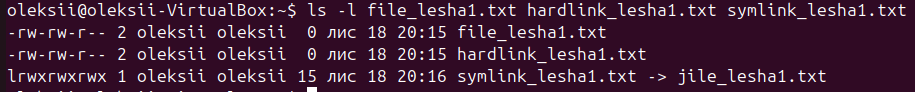 oleksii@oleksii-VirtualBox:~$ ls -l file_lesha1.txt hardlink_lesha1.txt symlink_lesha1.txt
-rw-rw-r-- 2 oleksii oleksii  0 лис 18 20:15 file_lesha1.txt
-rw-rw-r-- 2 oleksii oleksii  0 лис 18 20:15 hardlink_lesha1.txt
lrwxrwxrwx 1 oleksii oleksii 15 лис 18 20:16 symlink_lesha1.txt -> jile_lesha1.txt